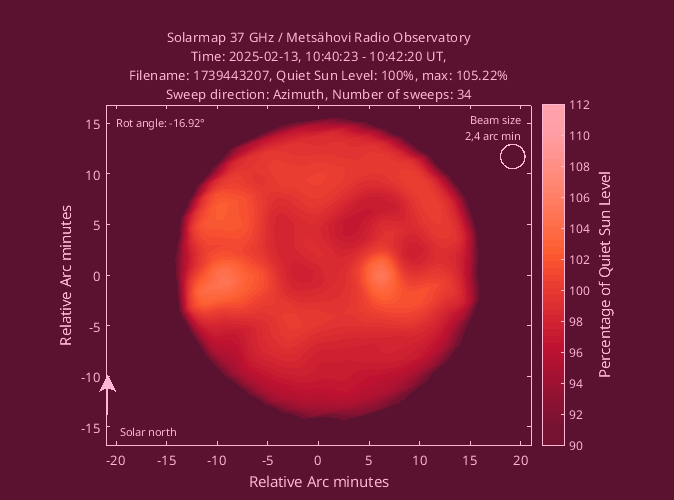 Solarmap 37 GHz / Metsähovi Radio Observatory
Time: 2025-02-13, 10:40:23 - 10:42:20 UT,
Filename: 1739443207, Quiet Sun Level: 100%, max: 105.22%
Sweep direction: Azimuth, Number of sweeps: 34
Rot angle: -16.92°
Beam size
2,4 arc min
Solar north
Relative Arc minutes
15
10
5
0
-5
-10
-15
-20
-15
-10
-5
0
5
10
15
20
Relative Arc minutes
112
110
108
106
104
102
100
98
96
94
92
90
Percentage of Quiet Sun Level